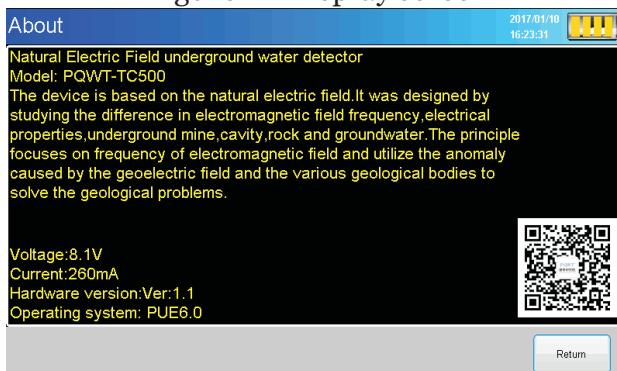 About
2017/01/10
16:23:31
Natural Electric Field underground water detector
Model: PQWT-TC500
The device is based on the natural electric field.It was designed by
studying the difference in electromagnetic field frequency,electrical
properties,underground mine,cavity,rock and groundwater.The principle
focuses on frequency of electromagnetic field and utilize the anomaly
caused by the geoelectric field and the various geological bodies to
solve the geological problems.
Voltage:8.1V
Current:260mA
Hardware version:Ver:1.1
Operating system: PUE6.0
PQWT
Return